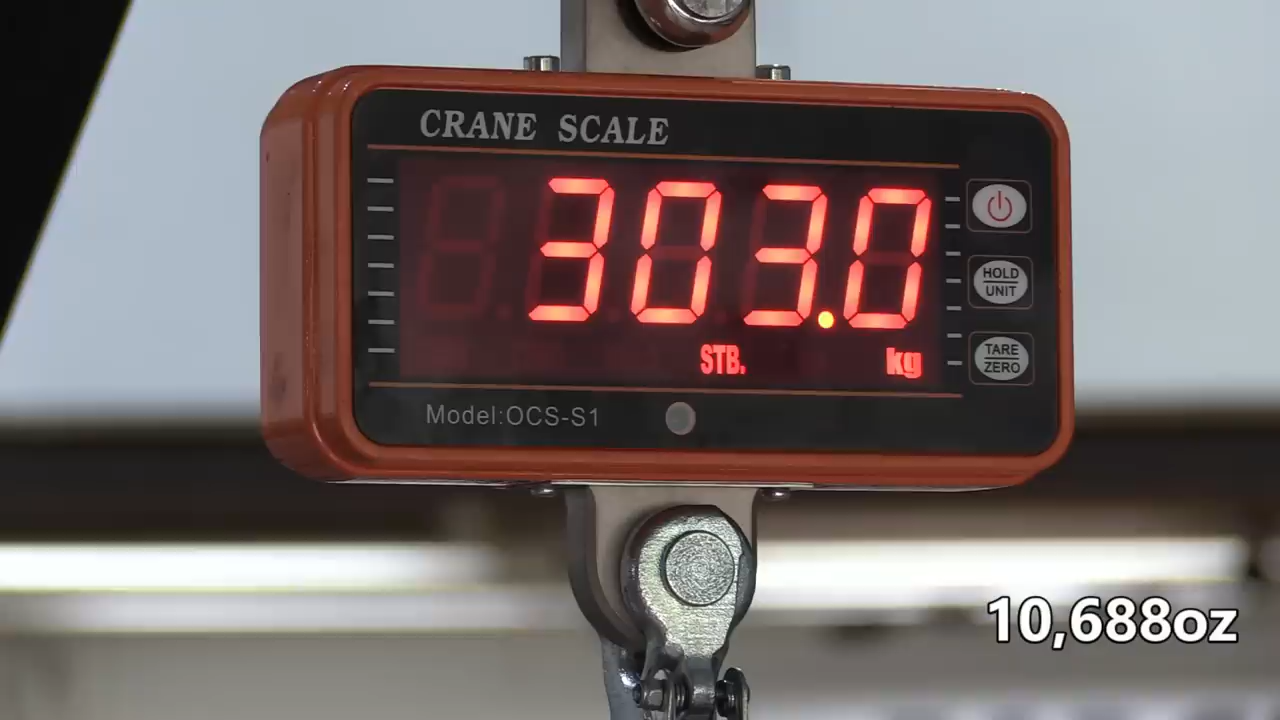 CRANE SCALE
303.0
STB. kg
HOLD
UNIT
TARE
ZERO
Model:OCS-S1
10,688oz